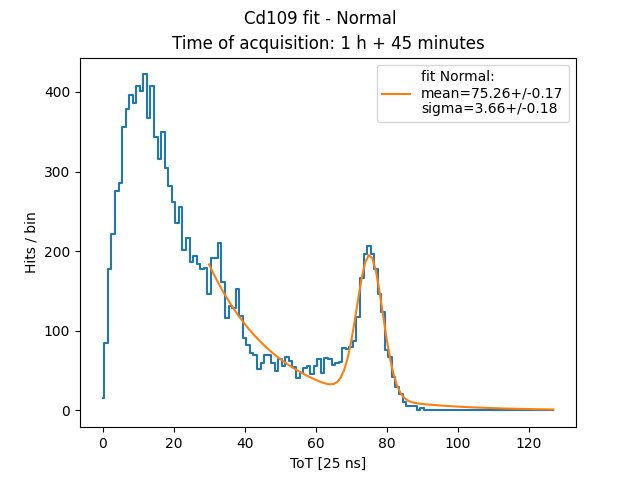 Cd109 fit - Normal
Time of acquisition: 1 h + 45 minutes
fit Normal:
mean=75.26+/-0.17
sigma=3.66+/-0.18
Hits / bin
400
300
200
100
0
0 20 40 60 80 100 120
ToT [25 ns]